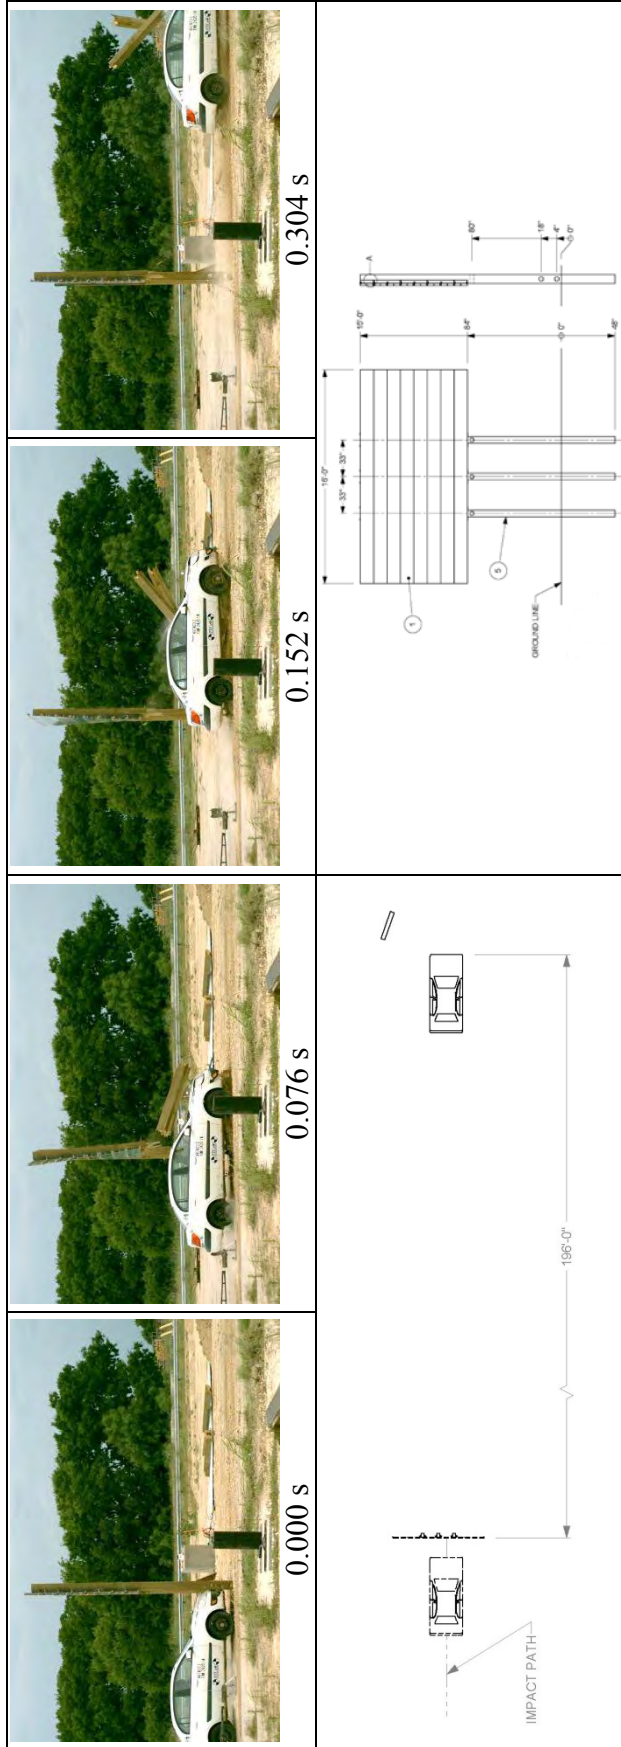 0.000 s
0.076 s
0.152 s
0.304 s
IMPACT PATH
196'-0"
16'-0"
33"
33"
15'-0"
84"
0"
48"
1
5
GROUND LINE
A
60"
18"
4"
0"